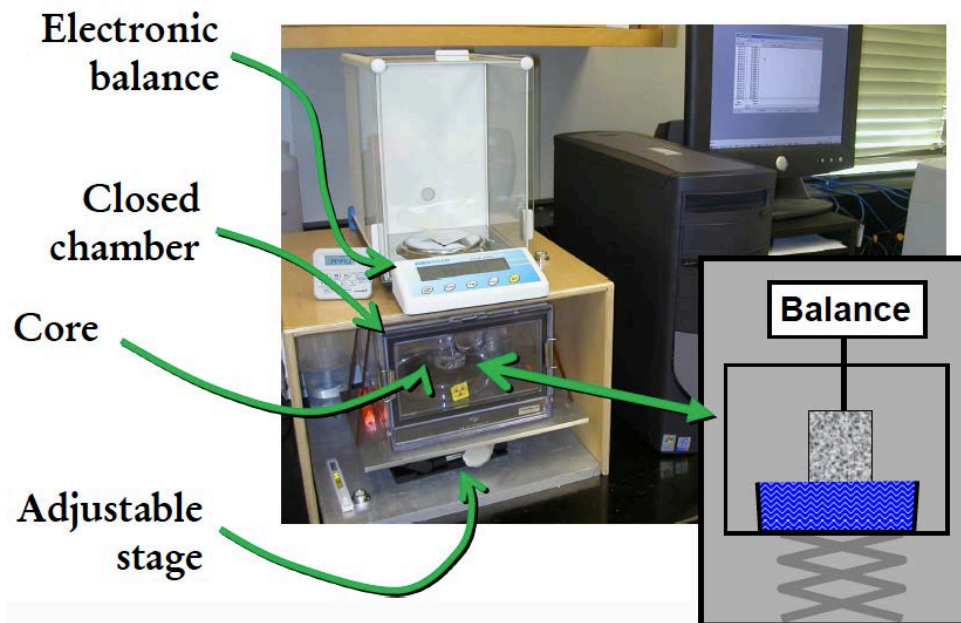 Electronic
balance
Closed
chamber
Core
Adjustable
stage
Balance